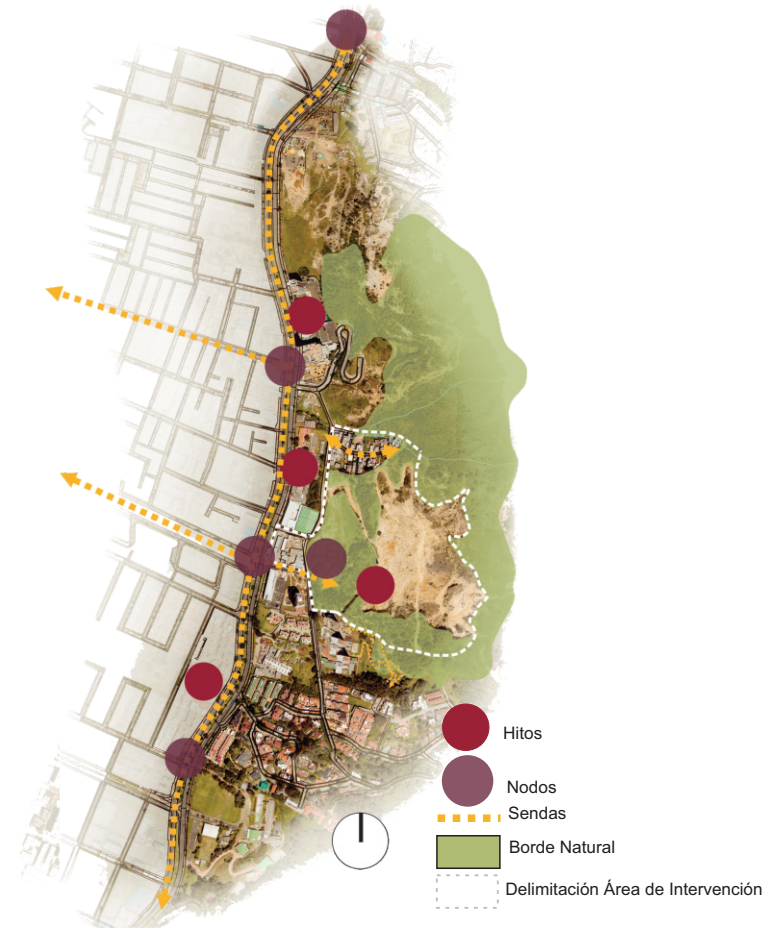 Hitos
Nodos
Sendas
Borde Natural
Delimitación Área de Intervención